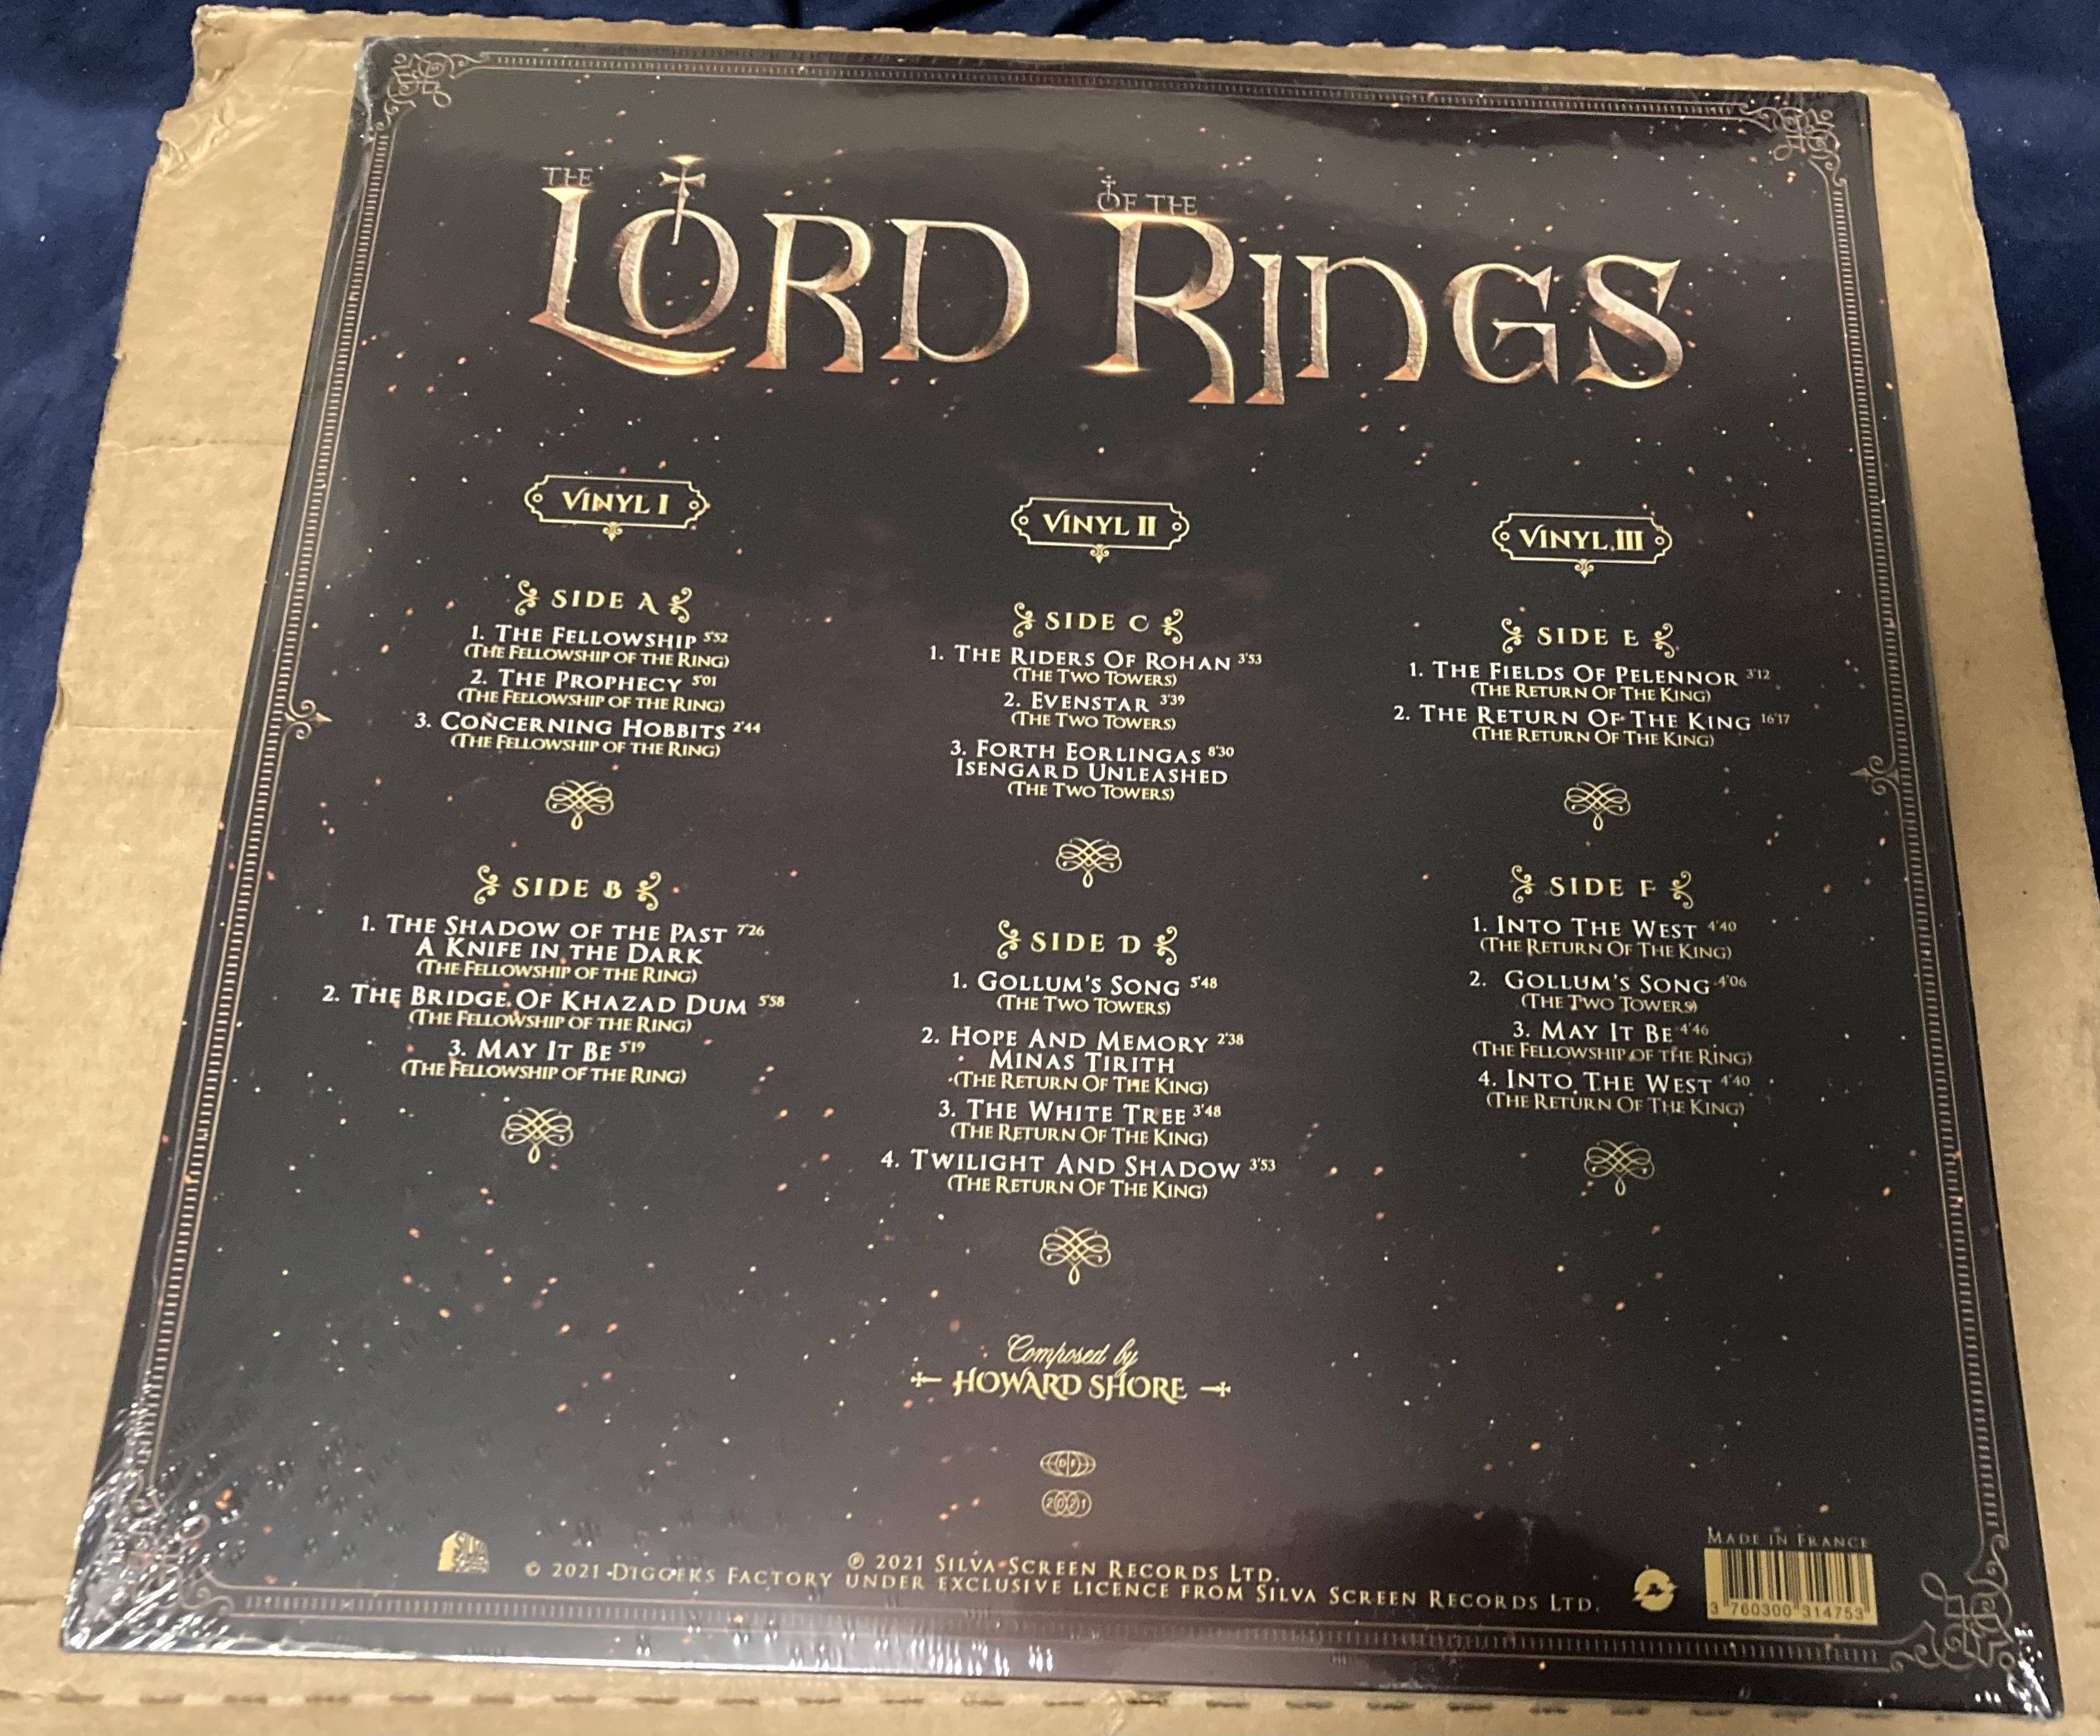 THE LORD OF THE RINGS
VINYL I
SIDE A
1. THE FELLOWSHIP 5'52
(THE FELLOWSHIP OF THE RING)
2. THE PROPHECY 5'01
(THE FELLOWSHIP OF THE RING)
3. CONCERNING HOBBITS 2'44
(THE FELLOWSHIP OF THE RING)
SIDE B
1. THE SHADOW OF THE PAST 7'26
A KNIFE IN THE DARK
(THE FELLOWSHIP OF THE RING)
2. THE BRIDGE OF KHAZAD DUM 5'58
(THE FELLOWSHIP OF THE RING)
3. MAY IT BE 5'19
(THE FELLOWSHIP OF THE RING)
VINYL II
SIDE C
1. THE RIDERS OF ROHAN 3'53
(THE TWO TOWERS)
2. EVENSTAR 3'39
(THE TWO TOWERS)
3. FORTH EORLINGAS 8'30
ISENGARD UNLEASHED
(THE TWO TOWERS)
SIDE D
1. GOLLUM'S SONG 5'48
(THE TWO TOWERS)
2. HOPE AND MEMORY 2'38
MINAS TIRITH
(THE RETURN OF THE KING)
3. THE WHITE TREE 3'48
(THE RETURN OF THE KING)
4. TWILIGHT AND SHADOW 3'53
(THE RETURN OF THE KING)
VINYL III
SIDE E
1. THE FIELDS OF PELENNOR 3'12
(THE RETURN OF THE KING)
2. THE RETURN OF THE KING 16'17
(THE RETURN OF THE KING)
SIDE F
1. INTO THE WEST 4'40
(THE RETURN OF THE KING)
2. GOLLUM'S SONG 4'06
(THE TWO TOWERS)
3. MAY IT BE 4'46
(THE FELLOWSHIP OF THE RING)
4. INTO THE WEST 4'40
(THE RETURN OF THE KING)
Composed by
HOWARD SHORE
DF
2021
℗ 2021 SILVA SCREEN RECORDS LTD.
© 2021 DIGGERS FACTORY UNDER EXCLUSIVE LICENCE FROM SILVA SCREEN RECORDS LTD.
MADE IN FRANCE
3 760300 314753